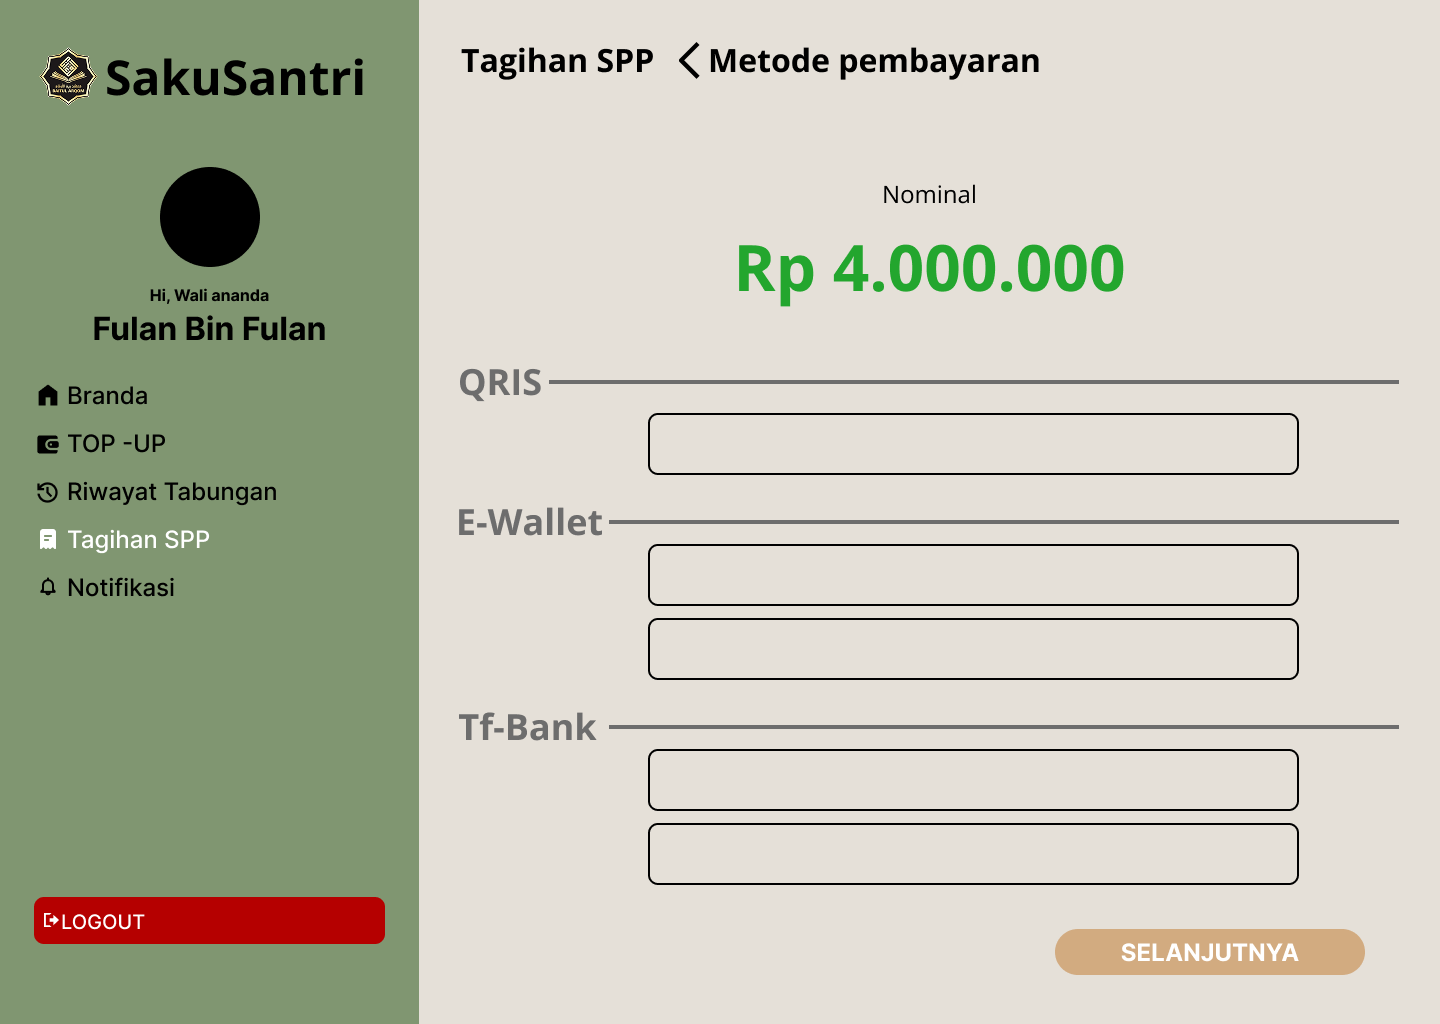 SakuSantri
Hi, Wali ananda
Fulan Bin Fulan
Branda
TOP -UP
Riwayat Tabungan
Tagihan SPP
Notifikasi
LOGOUT
Tagihan SPP
Metode pembayaran
Nominal
Rp 4.000.000
QRIS
E-Wallet
Tf-Bank
SELANJUTNYA